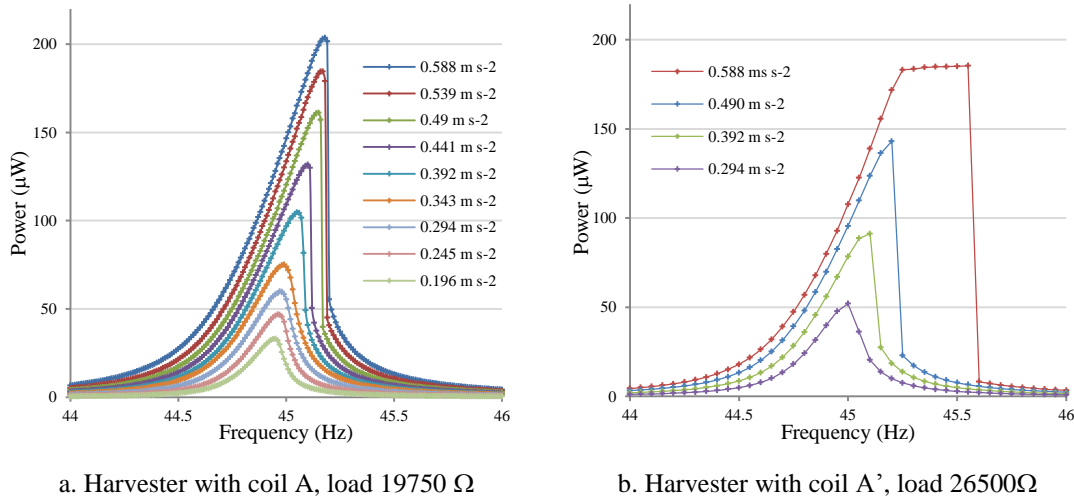 200
150
100
50
0
Power (µW)
44
44.5
45
45.5
46
Frequency (Hz)
0.588 m s-2
0.539 m s-2
0.49 m s-2
0.441 m s-2
0.392 m s-2
0.343 m s-2
0.294 m s-2
0.245 m s-2
0.196 m s-2
a. Harvester with coil A, load 19750 Ω
200
150
100
50
0
Power (µW)
44
44.5
45
45.5
46
Frequency (Hz)
0.588 ms s-2
0.490 m s-2
0.392 m s-2
0.294 m s-2
b. Harvester with coil A’, load 26500Ω